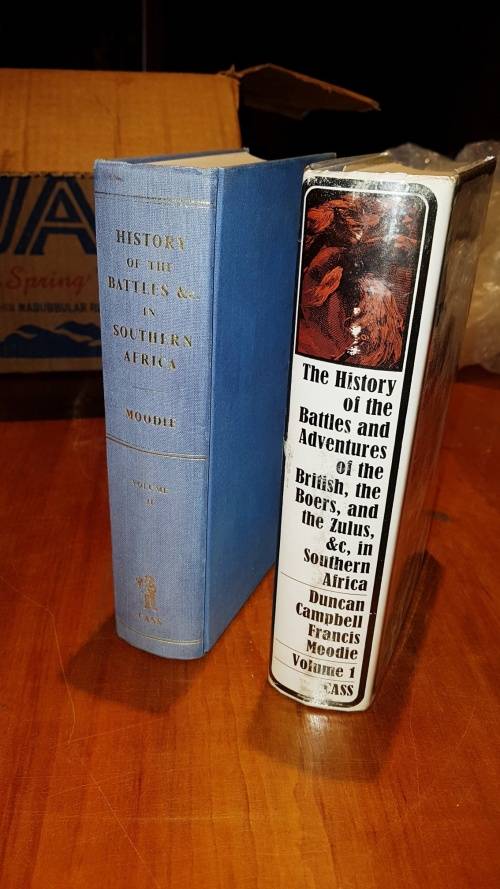 HISTORY
OF THE
BATTLES &c.
IN
SOUTHERN
AFRICA
MOODIE
VOLUME
II
CASS
The History
of the
Battles and
Adventures
of the
British, the
Boers, and
the Zulus,
&c, in
Southern
Africa
Duncan
Campbell
Francis
Moodie
Volume 1
CASS
Spring